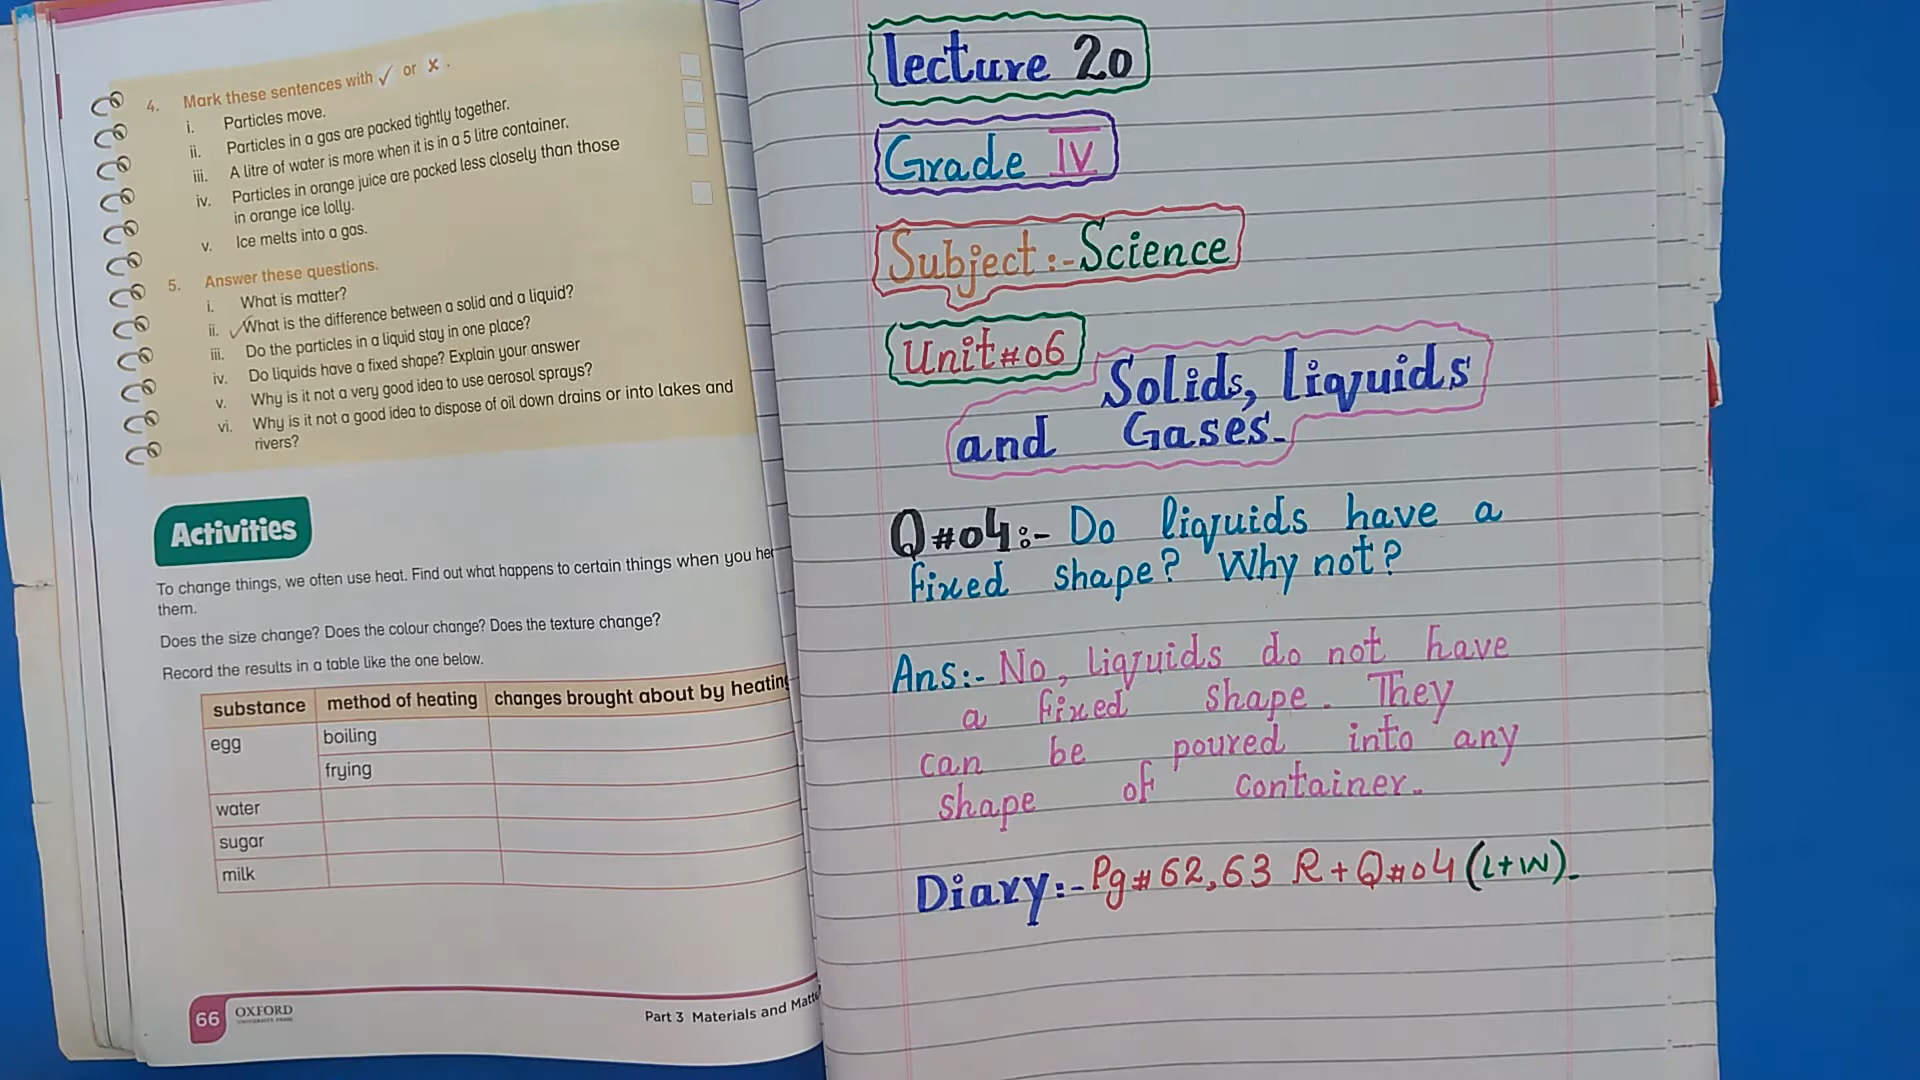 4. Mark these sentences with ✓ or ✗.
i. Particles move.
ii. Particles in a gas are packed tightly together.
iii. A litre of water is more when it is in a 5 litre container.
iv. Particles in orange juice are packed less closely than those
in orange ice lolly.
v. Ice melts into a gas.
5. Answer these questions.
i. What is matter?
ii. ✓What is the difference between a solid and a liquid?
iii. Do the particles in a liquid stay in one place?
iv. Do liquids have a fixed shape? Explain your answer
v. Why is it not a very good idea to use aerosol sprays?
vi. Why is it not a good idea to dispose of oil down drains or into lakes and
rivers?
Activities
To change things, we often use heat. Find out what happens to certain things when you
them.
Does the size change? Does the colour change? Does the texture change?
Record the results in a table like the one below.
substance method of heating changes brought about by heating
egg boiling
frying
water
sugar
milk
66 OXFORD
UNIVERSITY PRESS
Part 3 Materials and
lecture 20
Grade IV
Subject:- Science
Unit#06
Solids, liquids
and Gases.
Q#04:- Do liquids have a
fixed shape? Why not?
Ans:- No, liquids do not have
a fixed shape. They
can be poured into any
shape of container.
Diary:- Pg#62,63 R+Q#04(L+W).